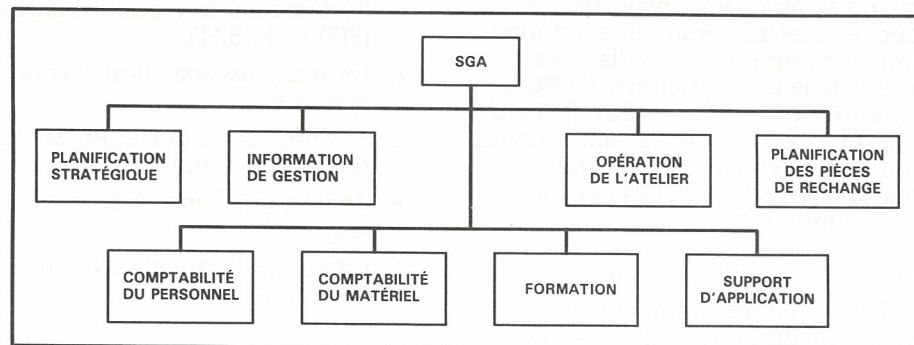 SGA
PLANIFICATION
STRATÉGIQUE
INFORMATION
DE GESTION
OPÉRATION
DE L'ATELIER
PLANIFICATION
DES PIÈCES
DE RECHANGE
COMPTABILITÉ
DU PERSONNEL
COMPTABILITÉ
DU MATÉRIEL
FORMATION
SUPPORT
D'APPLICATION